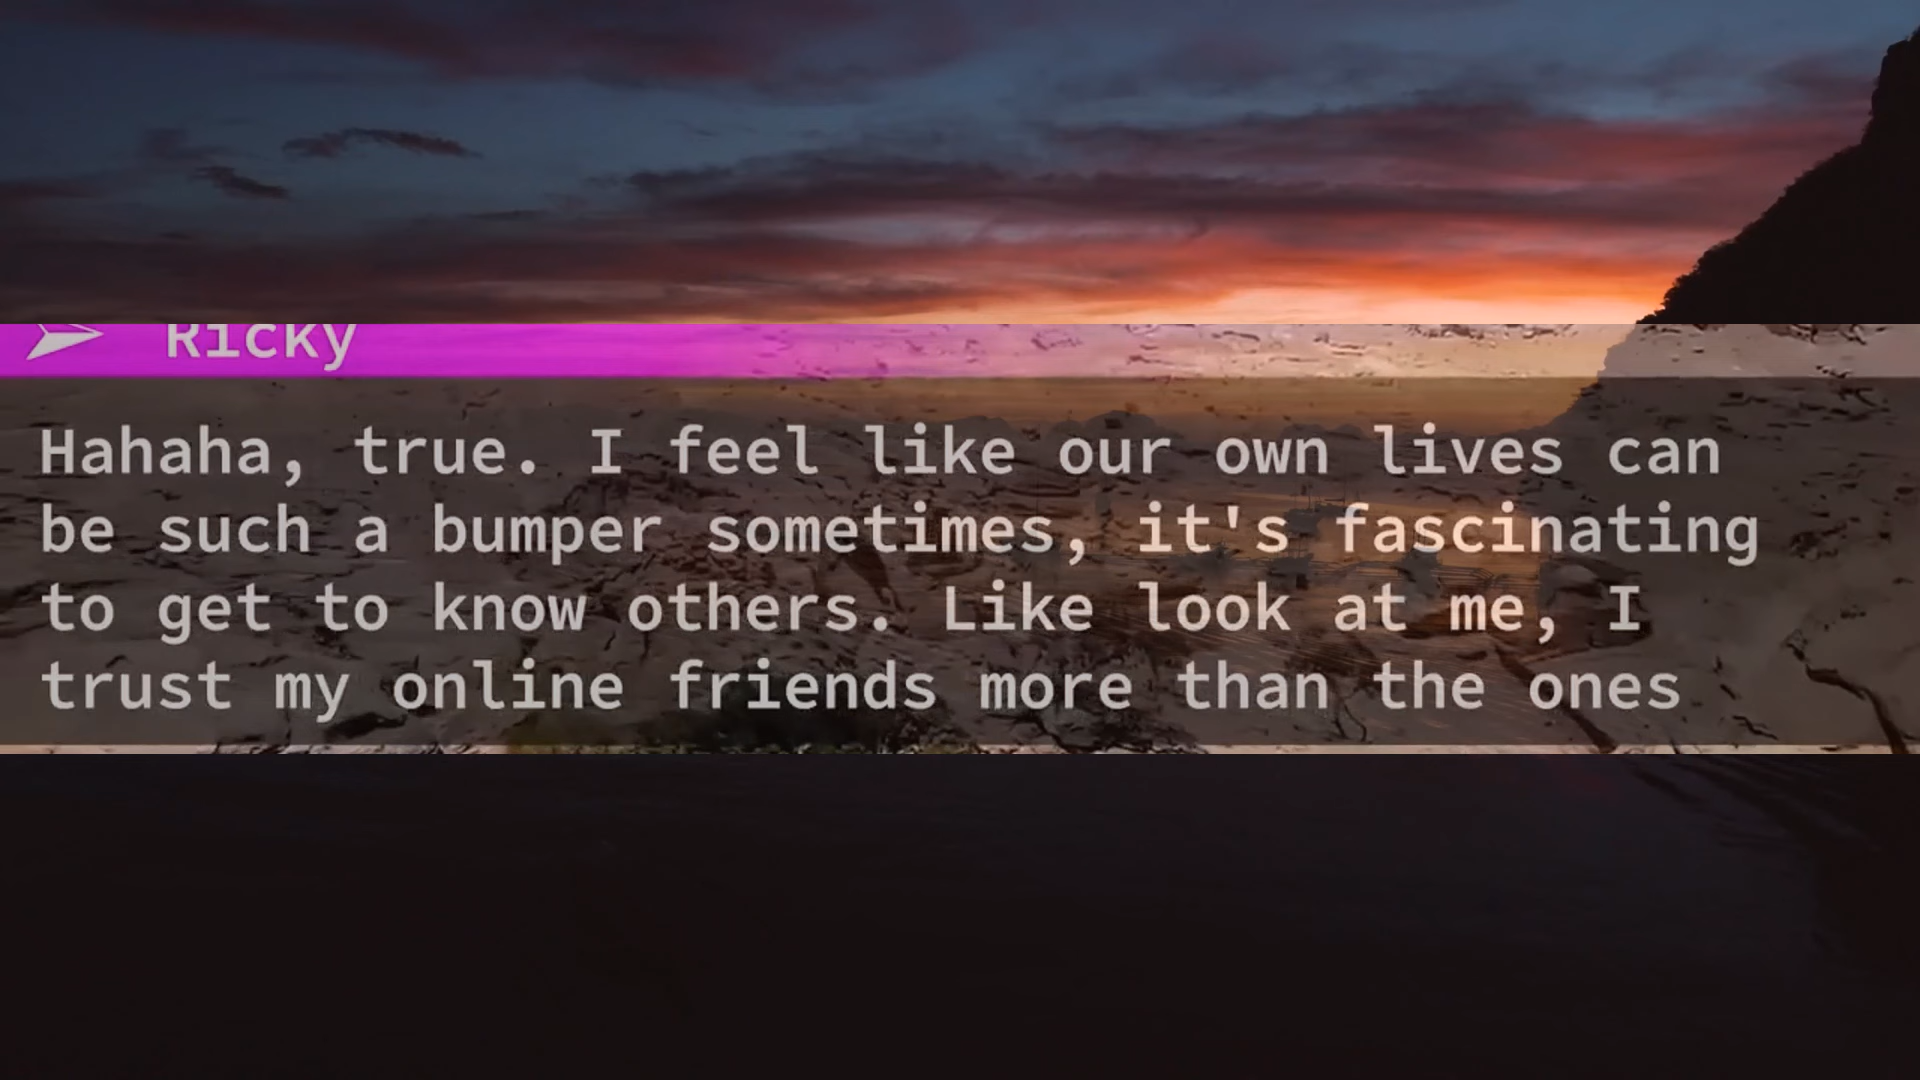 Ricky
Hahaha, true. I feel like our own lives can
be such a bumper sometimes, it's fascinating
to get to know others. Like look at me, I
trust my online friends more than the ones